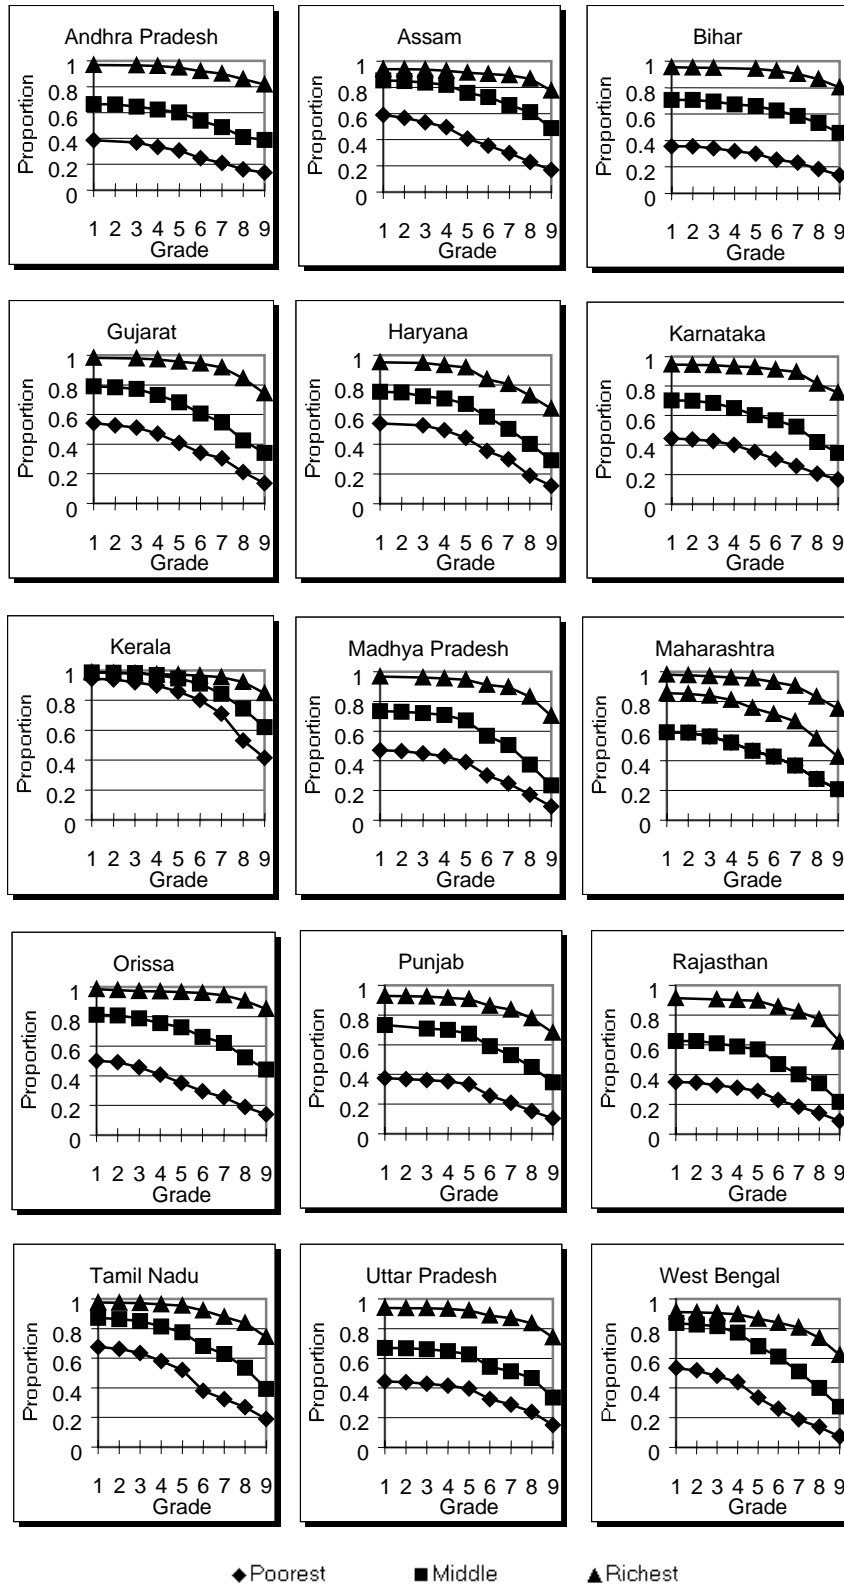 Andhra Pradesh
Proportion
1
0.8
0.6
0.4
0.2
0
1 2 3 4 5 6 7 8 9
Grade
Assam
Proportion
1
0.8
0.6
0.4
0.2
0
1 2 3 4 5 6 7 8 9
Grade
Bihar
Proportion
1
0.8
0.6
0.4
0.2
0
1 2 3 4 5 6 7 8 9
Grade
Gujarat
Proportion
1
0.8
0.6
0.4
0.2
0
1 2 3 4 5 6 7 8 9
Grade
Haryana
Proportion
1
0.8
0.6
0.4
0.2
0
1 2 3 4 5 6 7 8 9
Grade
Karnataka
Proportion
1
0.8
0.6
0.4
0.2
0
1 2 3 4 5 6 7 8 9
Grade
Kerala
Proportion
1
0.8
0.6
0.4
0.2
0
1 2 3 4 5 6 7 8 9
Grade
Madhya Pradesh
Proportion
1
0.8
0.6
0.4
0.2
0
1 2 3 4 5 6 7 8 9
Grade
Maharashtra
Proportion
1
0.8
0.6
0.4
0.2
0
1 2 3 4 5 6 7 8 9
Grade
Orissa
Proportion
1
0.8
0.6
0.4
0.2
0
1 2 3 4 5 6 7 8 9
Grade
Punjab
Proportion
1
0.8
0.6
0.4
0.2
0
1 2 3 4 5 6 7 8 9
Grade
Rajasthan
Proportion
1
0.8
0.6
0.4
0.2
0
1 2 3 4 5 6 7 8 9
Grade
Tamil Nadu
Proportion
1
0.8
0.6
0.4
0.2
0
1 2 3 4 5 6 7 8 9
Grade
Uttar Pradesh
Proportion
1
0.8
0.6
0.4
0.2
0
1 2 3 4 5 6 7 8 9
Grade
West Bengal
Proportion
1
0.8
0.6
0.4
0.2
0
1 2 3 4 5 6 7 8 9
Grade
Poorest Middle Richest